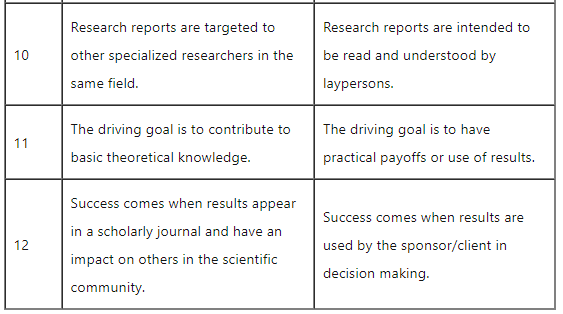 10
Research reports are targeted to
other specialized researchers in the
same field.
Research reports are intended to
be read and understood by
laypersons.
11
The driving goal is to contribute to
basic theoretical knowledge.
The driving goal is to have
practical payoffs or use of results.
12
Success comes when results appear
in a scholarly journal and have an
impact on others in the scientific
community.
Success comes when results are
used by the sponsor/client in
decision making.